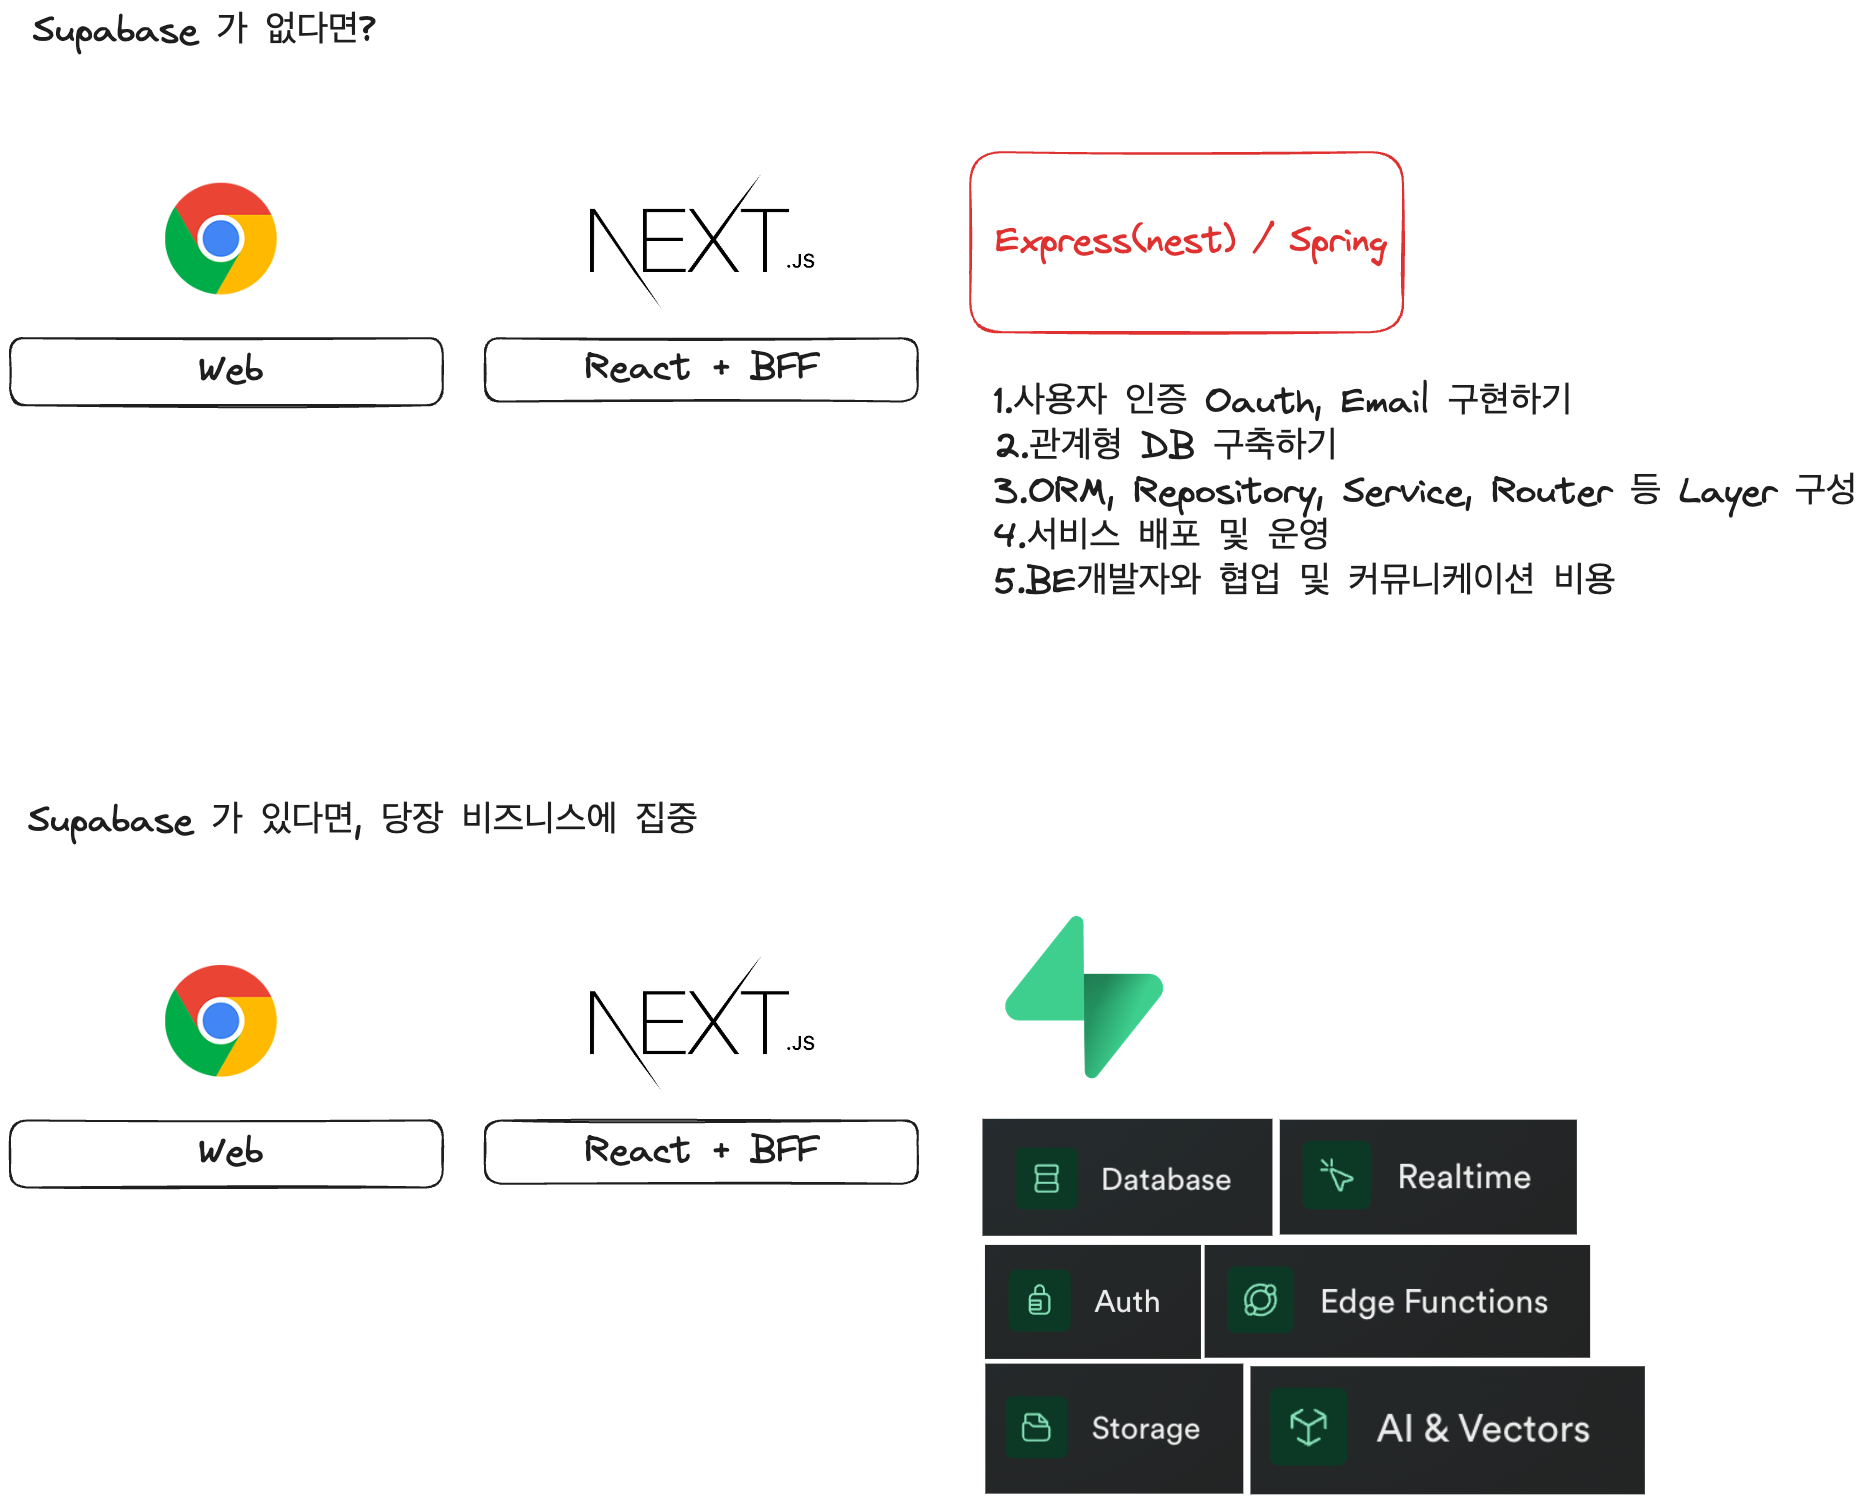 Supabase 가 없다면?
NEXT.JS
Express(nest) / Spring
Web
React + BFF
1.사용자 인증 Oauth, Email 구현하기
2.관계형 DB 구축하기
3.ORM, Repository, Service, Router 등 Layer 구성
4.서비스 배포 및 운영
5.BE개발자와 협업 및 커뮤니케이션 비용
Supabase 가 있다면, 당장 비즈니스에 집중
NEXT.JS
Web
React + BFF
Database
Realtime
Auth
Edge Functions
Storage
AI & Vectors